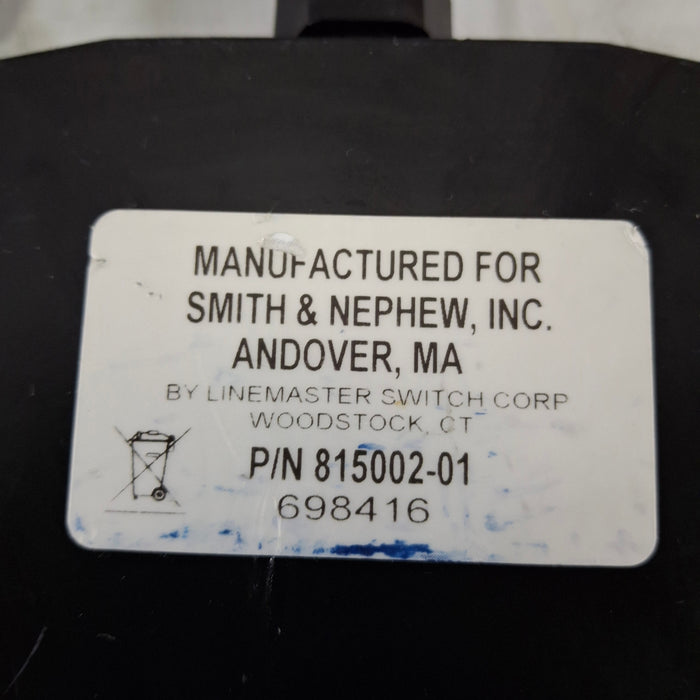 MANUFACTURED FOR
SMITH & NEPHEW, INC.
ANDOVER, MA
BY LINEMASTER SWITCH CORP
WOODSTOCK, CT
P/N 815002-01
698416